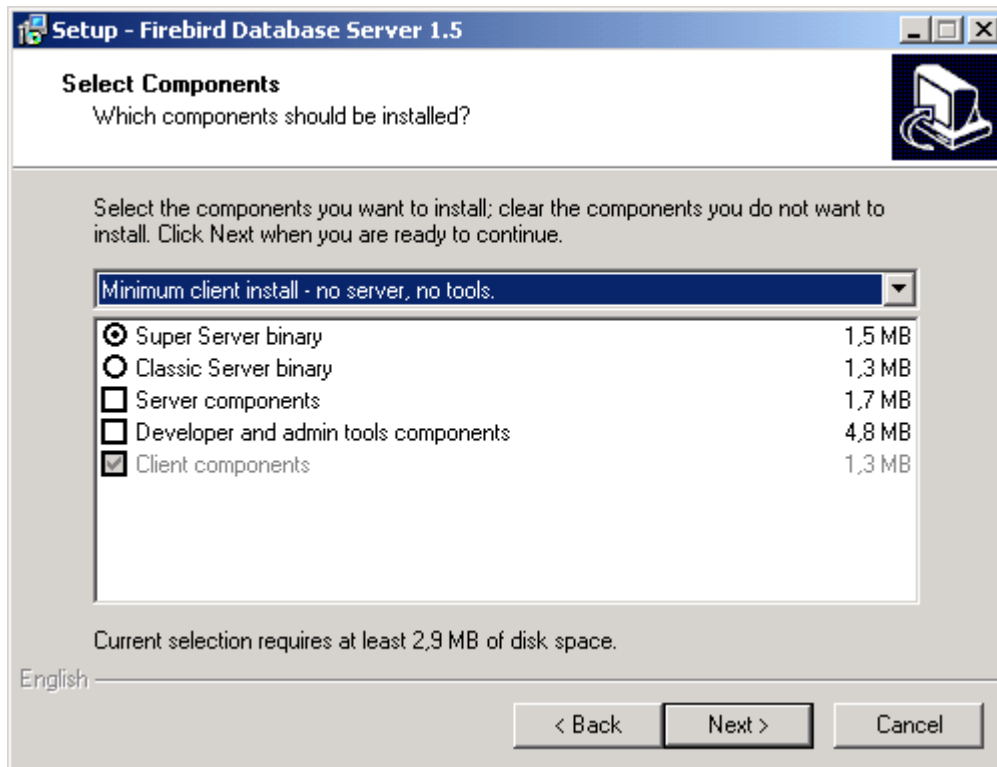 Setup - Firebird Database Server 1.5
Select Components
Which components should be installed?
Select the components you want to install; clear the components you do not want to
install. Click Next when you are ready to continue.
Minimum client install - no server, no tools.
Super Server binary 1,5 MB
Classic Server binary 1,3 MB
Server components 1,7 MB
Developer and admin tools components 4,8 MB
Client components 1,3 MB
Current selection requires at least 2,9 MB of disk space.
English
< Back Next > Cancel